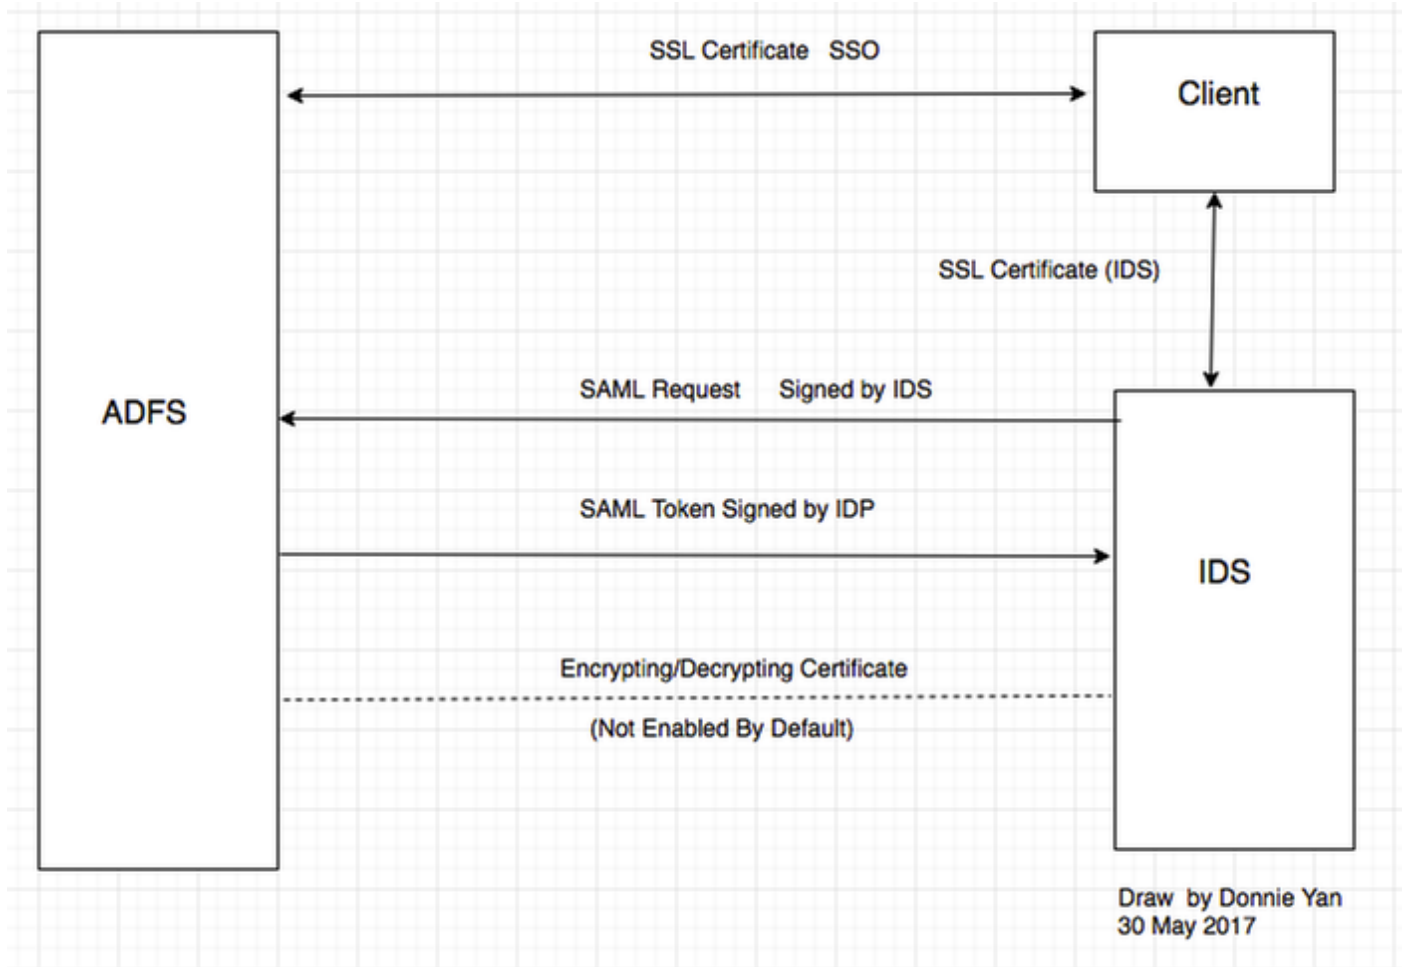 SSL Certificate SSO
Client
SSL Certificate (IDS)
SAML Request Signed by IDS
ADFS
SAML Token Signed by IDP
IDS
Encrypting/Decrypting Certificate
(Not Enabled By Default)
Draw by Donnie Yan
30 May 2017